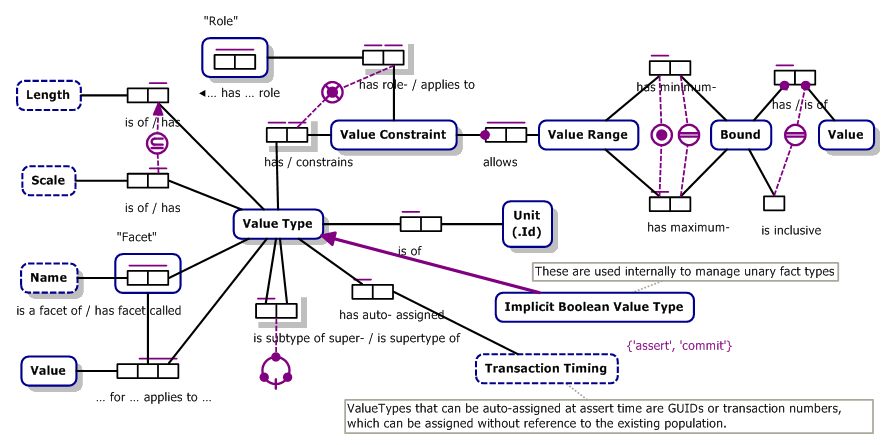 "Role"
◄... has ... role
has role- / applies to
has minimum-
Length
is of / has
has / constrains
Value Constraint
allows
Value Range
Bound
has / is of
Value
Scale
is of / has
Value Type
is of
Unit
(.Id)
has maximum-
is inclusive
"Facet"
Name
is a facet of / has facet called
These are used internally to manage unary fact types
has auto- assigned
Implicit Boolean Value Type
is subtype of super- / is supertype of
{'assert', 'commit'}
Value
Transaction Timing
... for ... applies to ...
ValueTypes that can be auto-assigned at assert time are GUIDs or transaction numbers,
which can be assigned without reference to the existing population.